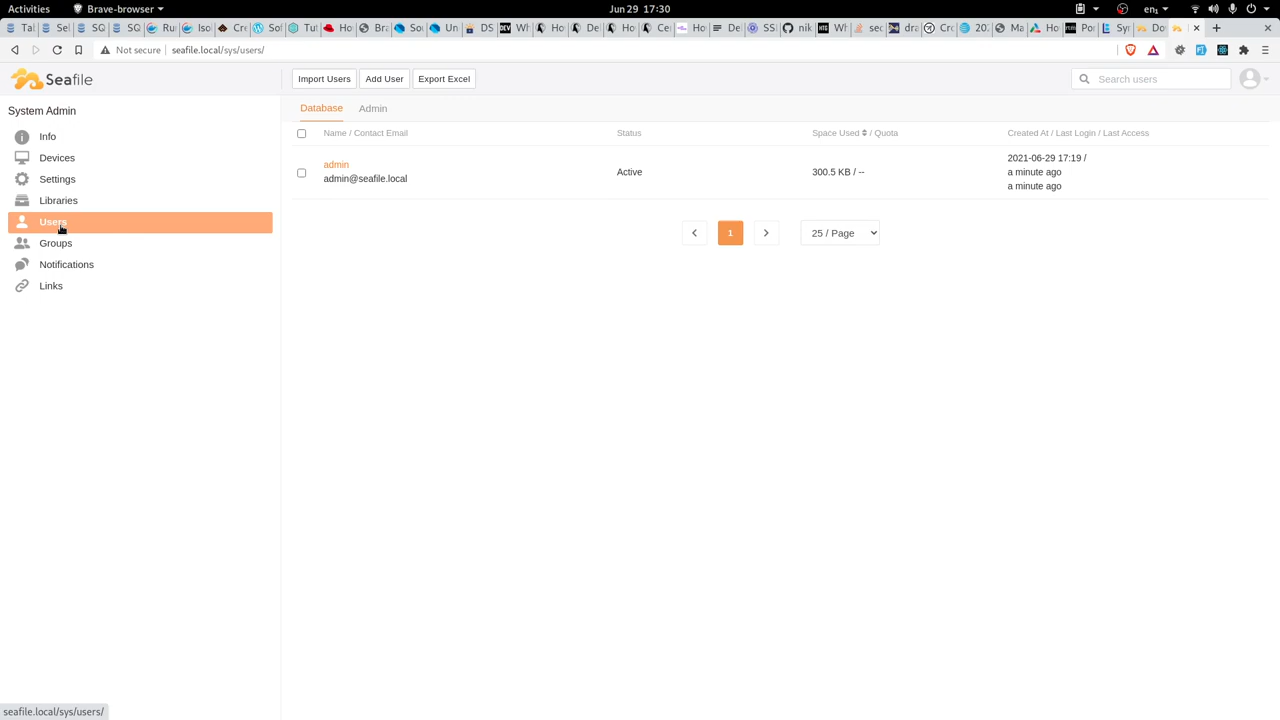 Activities
Brave-browser
Jun 29 17:30
en₁
Not secure
seafile.local/sys/users/
Seafile
Import Users
Add User
Export Excel
Search users
System Admin
Database
Admin
Info
Devices
Settings
Libraries
Users
Groups
Notifications
Links
Name / Contact Email
Status
Space Used / Quota
Created At / Last Login / Last Access
admin
admin@seafile.local
Active
300.5 KB / --
2021-06-29 17:19 /
a minute ago
a minute ago
1
25 / Page
seafile.local/sys/users/